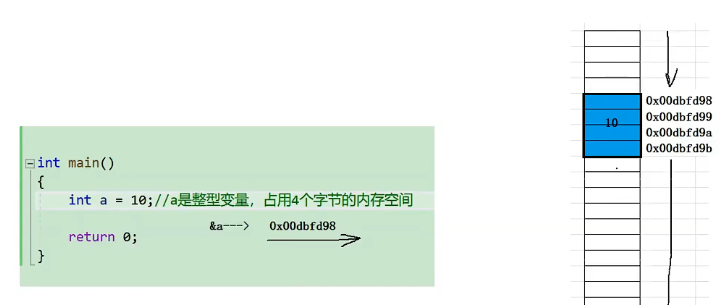 int main()
{
int a = 10;//a是整型变量，占用4个字节的内存空间
&a---> 0x00dbfd98
return 0;
}
10
0x00dbfd98
0x00dbfd99
0x00dbfd9a
0x00dbfd9b